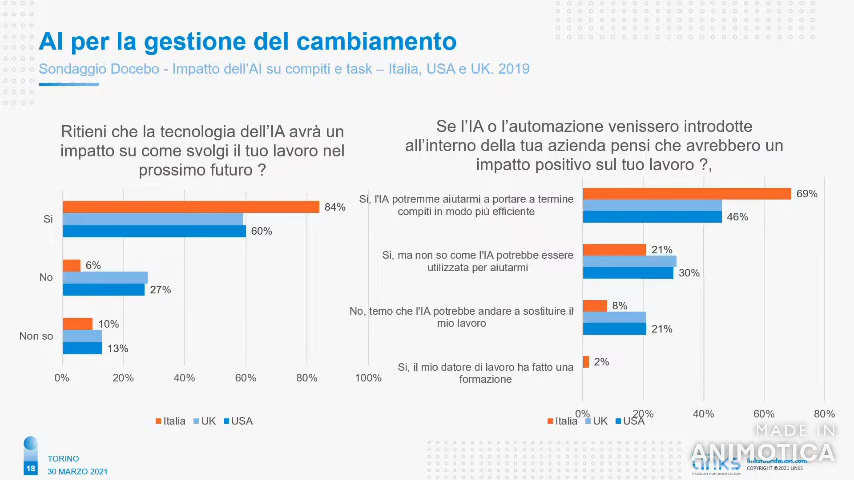 AI per la gestione del cambiamento
Sondaggio Docebo - Impatto dell'AI su compiti e task – Italia, USA e UK. 2019
Ritieni che la tecnologia dell'IA avrà un
impatto su come svolgi il tuo lavoro nel
prossimo futuro ?
Si
84%
60%
No
6%
27%
Non so
10%
13%
0%
20%
40%
60%
80%
100%
Italia
UK
USA
Se l'IA o l'automazione venissero introdotte
all'interno della tua azienda pensi che avrebbero un
impatto positivo sul tuo lavoro ?,
Si, l'IA potremme aiutarmi a portare a termine
compiti in modo più efficiente
69%
46%
Si, ma non so come l'IA potrebbe essere
utilizzata per aiutarmi
21%
30%
No, temo che l'IA potrebbe andare a sostituire il
mio lavoro
8%
21%
Si, il mio datore di lavoro ha fatto una
formazione
2%
0%
20%
40%
60%
80%
Italia
UK
USA
18
TORINO
30 MARZO 2021
MADE IN
ANIMOTICA
LINKS
COPYRIGHT ©2021 LINKS